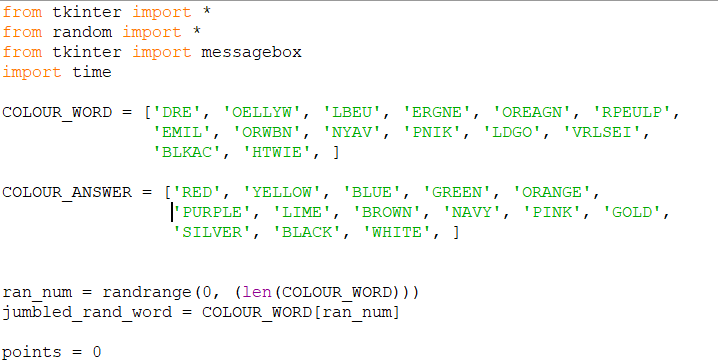 from tkinter import *
from random import *
from tkinter import messagebox
import time
COLOUR_WORD = ['DRE', 'OELLYW', 'LBEU', 'ERGNE', 'OREAGN', 'RPEULP',
'EMIL', 'ORWBN', 'NYAV', 'PNIK', 'LDGO', 'VRLSEI',
'BLKAC', 'HTWIE', ]
COLOUR_ANSWER = ['RED', 'YELLOW', 'BLUE', 'GREEN', 'ORANGE',
'PURPLE', 'LIME', 'BROWN', 'NAVY', 'PINK', 'GOLD',
'SILVER', 'BLACK', 'WHITE', ]
ran_num = randrange(0, (len(COLOUR_WORD)))
jumbled_rand_word = COLOUR_WORD[ran_num]
points = 0